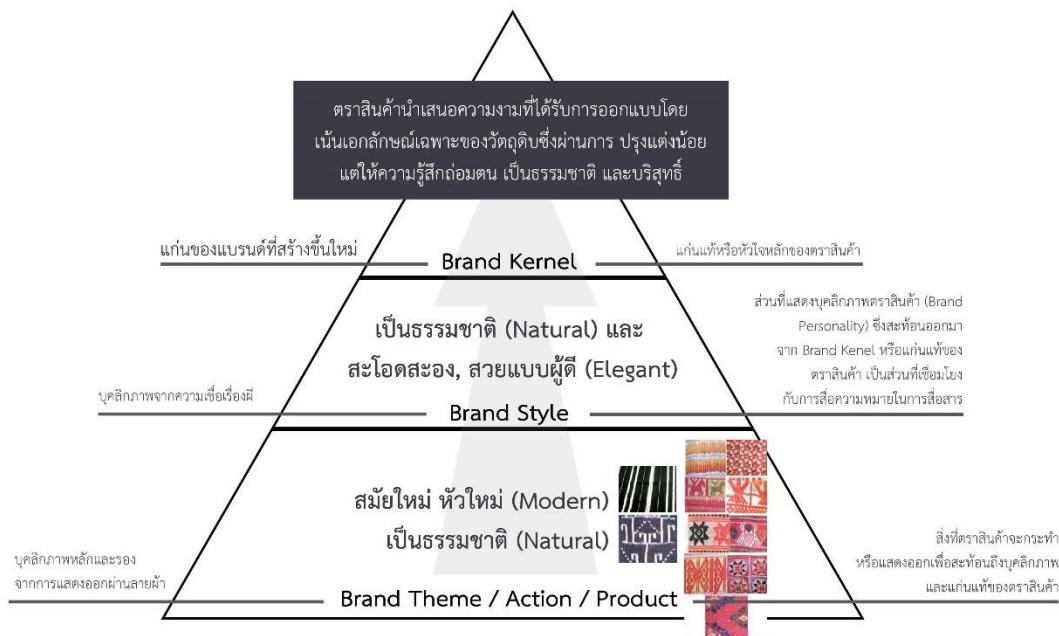 ตราสินค้านำเสนอความงามที่ได้รับการออกแบบโดย
เน้นเอกลักษณ์เฉพาะของวัตถุดิบซึ่งผ่านการ ปรุงแต่งน้อย
แต่ให้ความรู้สึกถ่อมตน เป็นธรรมชาติ และบริสุทธิ์
แก่นของแบรนด์ที่สร้างขึ้นใหม่
Brand Kernel
แก่นแท้หรือหัวใจหลักของตราสินค้า
เป็นธรรมชาติ (Natural) และ
สะโอดสะอง, สวยแบบผู้ดี (Elegant)
ส่วนที่แสดงบุคลิกภาพตราสินค้า (Brand
Personality) ซึ่งสะท้อนออกมา
จาก Brand Kenel หรือแก่นแท้ของ
ตราสินค้า เป็นส่วนที่เชื่อมโยง
กับการสื่อความหมายในการสื่อสาร
บุคลิกภาพจากความเชื่อเรื่องผี
Brand Style
สมัยใหม่ หัวใหม่ (Modern)
เป็นธรรมชาติ (Natural)
บุคลิกภาพหลักและรอง
จากการแสดงออกผ่านลายผ้า
Brand Theme / Action / Product
สิ่งที่ตราสินค้าจะกระทำ
หรือแสดงออกเพื่อสะท้อนถึงบุคลิกภาพ
และแก่นแท้ของตราสินค้า